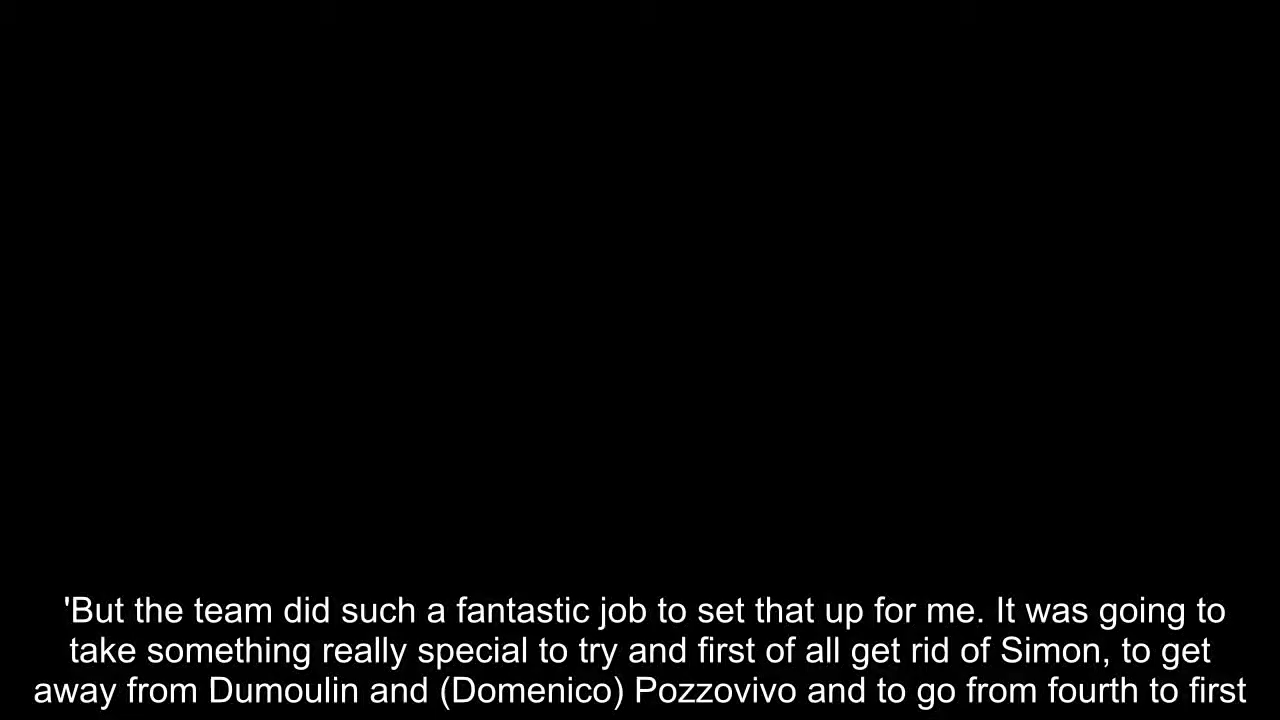 'But the team did such a fantastic job to set that up for me. It was going to
take something really special to try and first of all get rid of Simon, to get
away from Dumoulin and (Domenico) Pozzovivo and to go from fourth to first